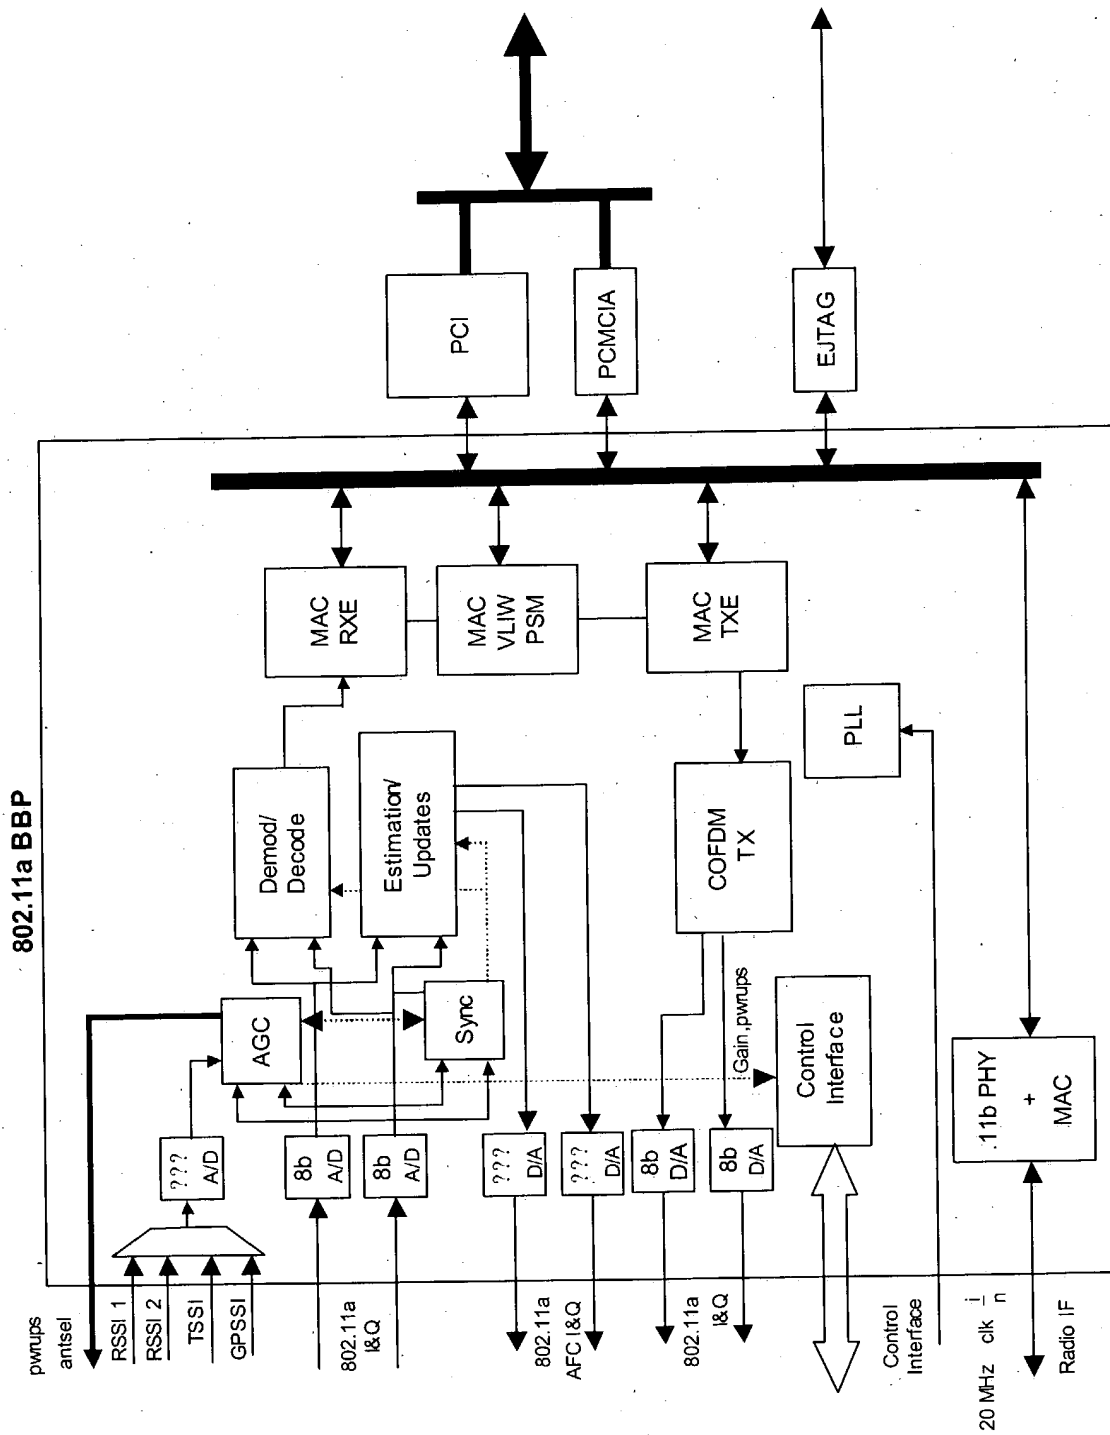 802.11a BBP
pwrups
antsel
RSSI 1
RSSI 2
TSSI
GPSSI
802.11a
I&Q
802.11a
AFC I&Q
802.11a
I&Q
Control
Interface
20 MHz clk in
Radio IF
???
A/D
8b
A/D
8b
A/D
???
D/A
???
D/A
8b
D/A
8b
D/A
AGC
Sync
Gain,pwrups
Control
Interface
.11b PHY
+
MAC
Demod/
Decode
Estimation/
Updates
COFDM
TX
PLL
MAC
RXE
MAC
VLIW
PSM
MAC
TXE
PCI
PCMCIA
EJTAG